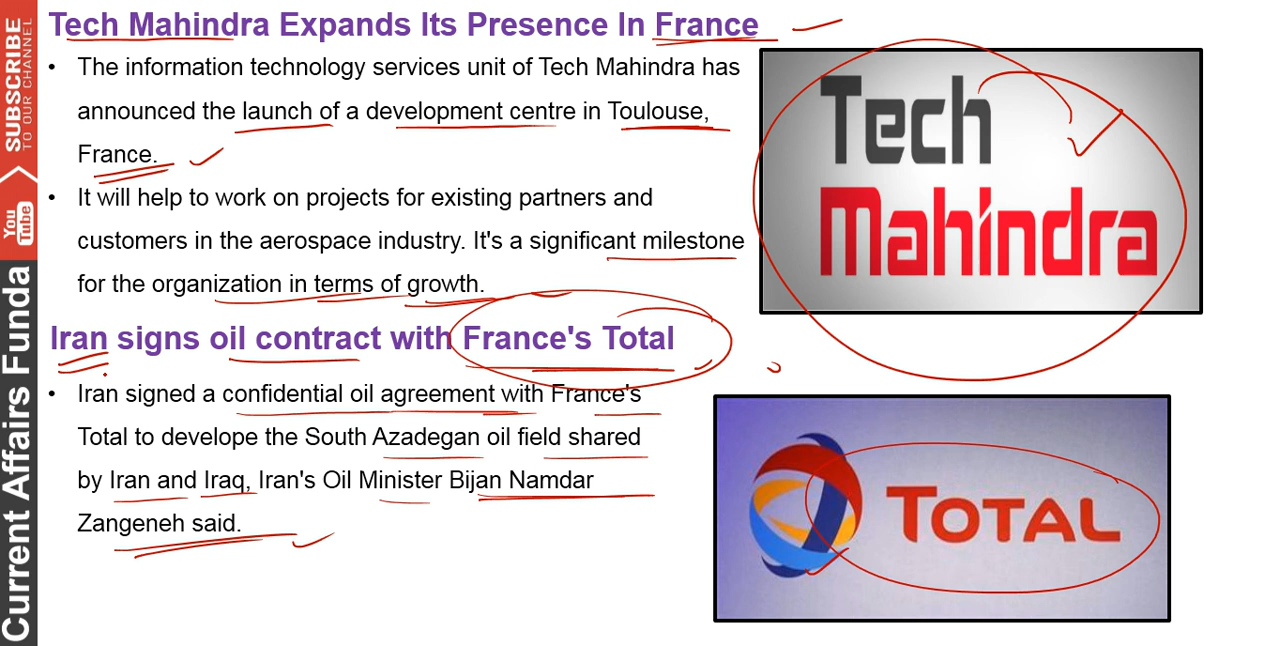 SUBSCRIBE
TO OUR CHANNEL
You
Tube
Current Affairs Funda
Tech Mahindra Expands Its Presence In France
• The information technology services unit of Tech Mahindra has
announced the launch of a development centre in Toulouse,
France.
• It will help to work on projects for existing partners and
customers in the aerospace industry. It's a significant milestone
for the organization in terms of growth.
Tech
Mahindra
Iran signs oil contract with France's Total
• Iran signed a confidential oil agreement with France's
Total to develope the South Azadegan oil field shared
by Iran and Iraq, Iran's Oil Minister Bijan Namdar
Zangeneh said.
TOTAL